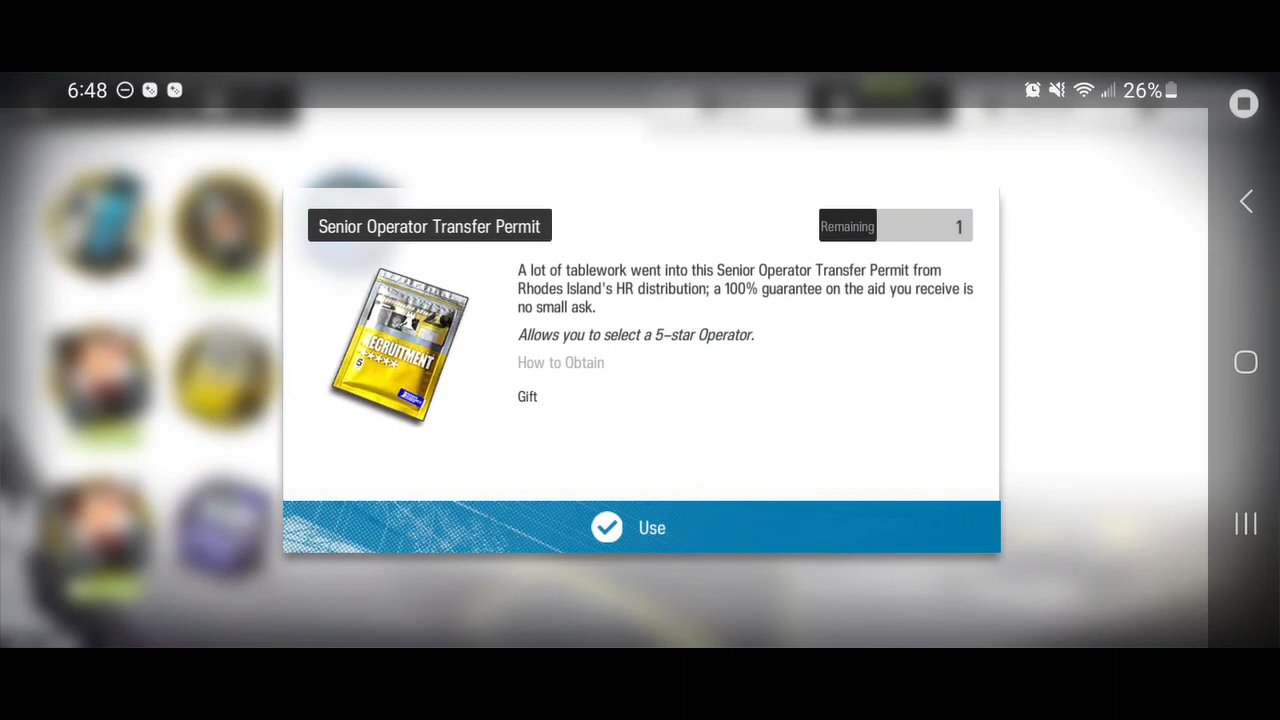 6:48
26%
Senior Operator Transfer Permit
Remaining
1
A lot of tablework went into this Senior Operator Transfer Permit from
Rhodes Island's HR distribution; a 100% guarantee on the aid you receive is
no small ask.
Allows you to select a 5-star Operator.
How to Obtain
Gift
RECRUITMENT
5
Use